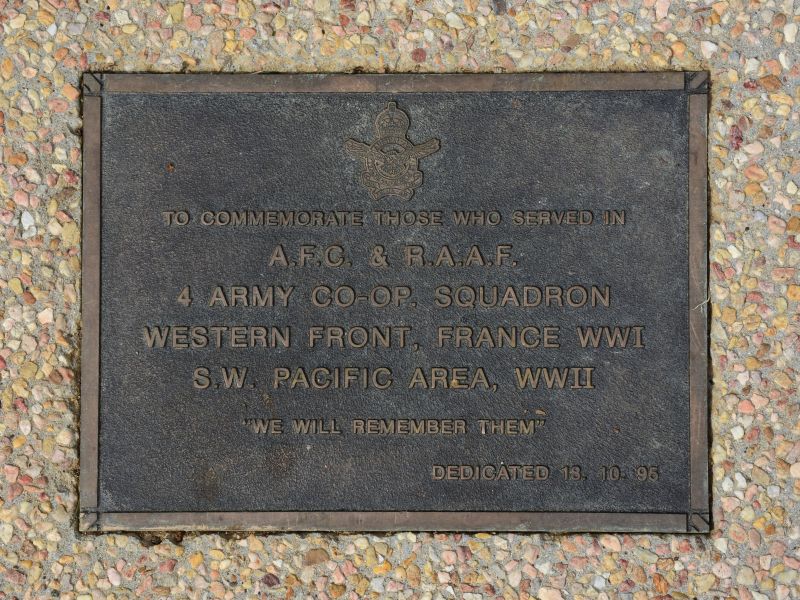 TO COMMEMORATE THOSE WHO SERVED IN
A.F.C. & R.A.A.F.
4 ARMY CO-OP. SQUADRON
WESTERN FRONT, FRANCE WWI
S.W. PACIFIC AREA, WWII
"WE WILL REMEMBER THEM"
DEDICATED 18. 10. 95